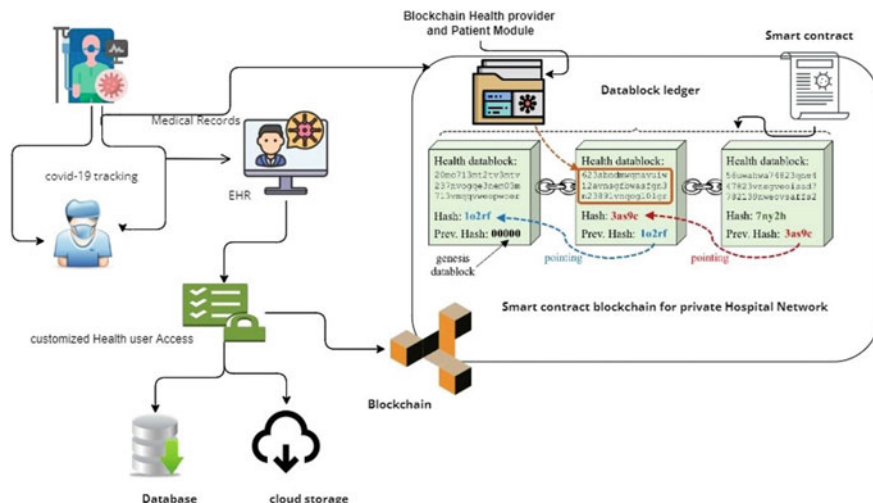 Blockchain Health provider
and Patient Module
Smart contract
Datablock ledger
Medical Records
covid-19 tracking
EHR
Health datablock:
Hash: 1o2rf
Prev. Hash: 00000
Health datablock:
Hash: 3as9c
Prev. Hash: 1o2rf
Health datablock:
Hash: 7ny2h
Prev. Hash: 3as9c
genesis
datablock
pointing
pointing
Smart contract blockchain for private Hospital Network
customized Health user Access
Blockchain
Database
cloud storage